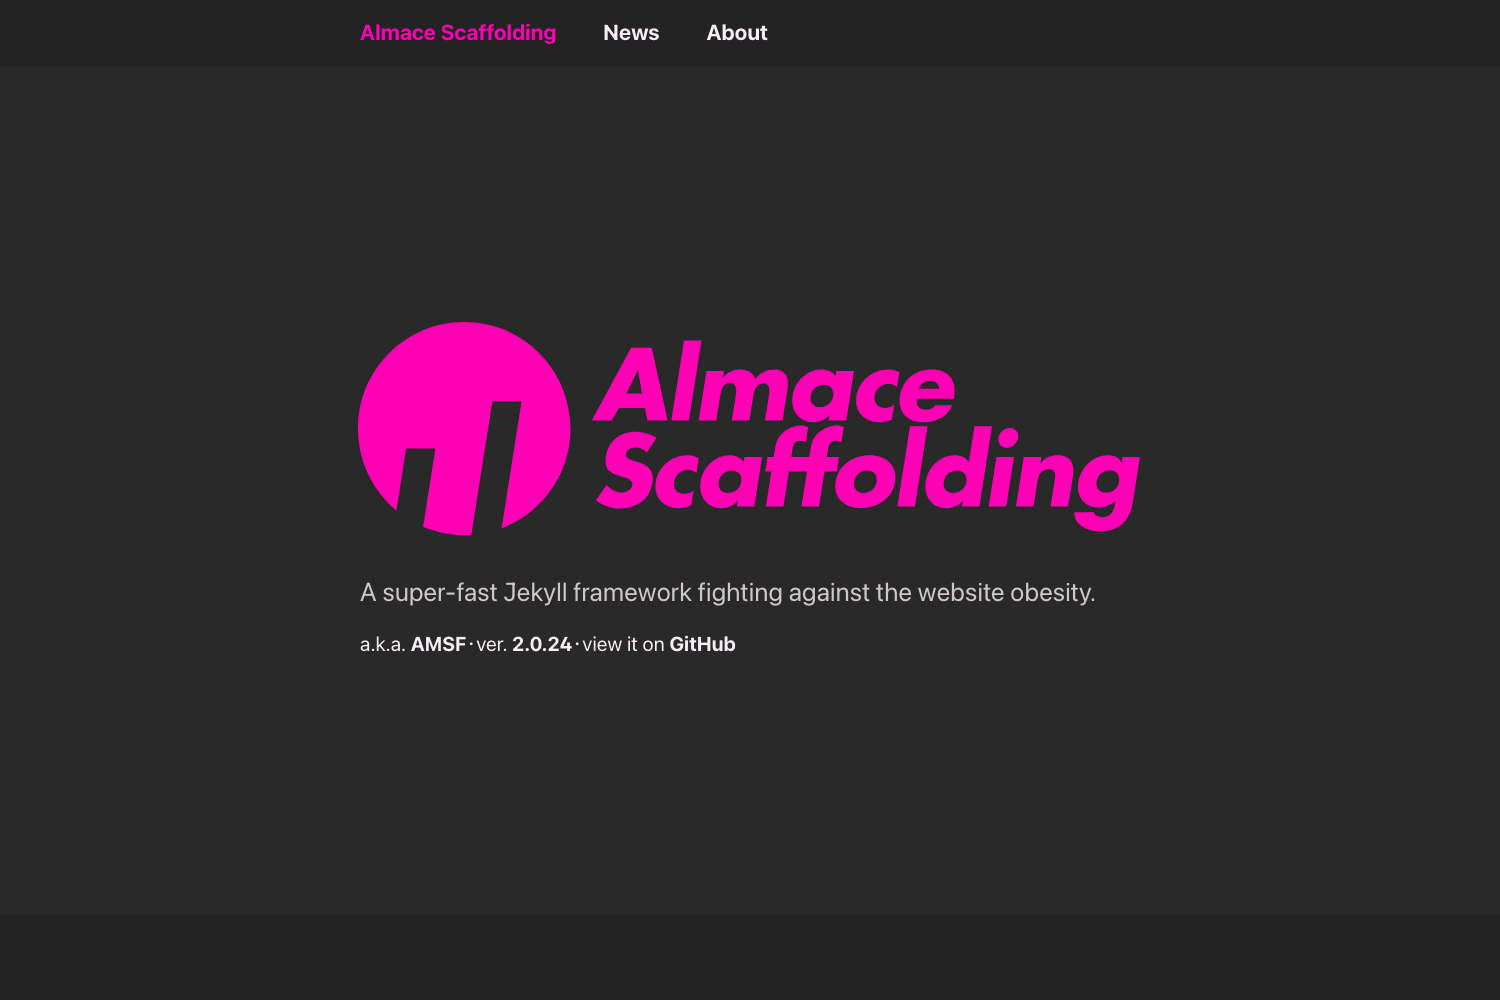 Almace Scaffolding News About
Almace
Scaffolding
A super-fast Jekyll framework fighting against the website obesity.
a.k.a. AMSF · ver. 2.0.24 · view it on GitHub